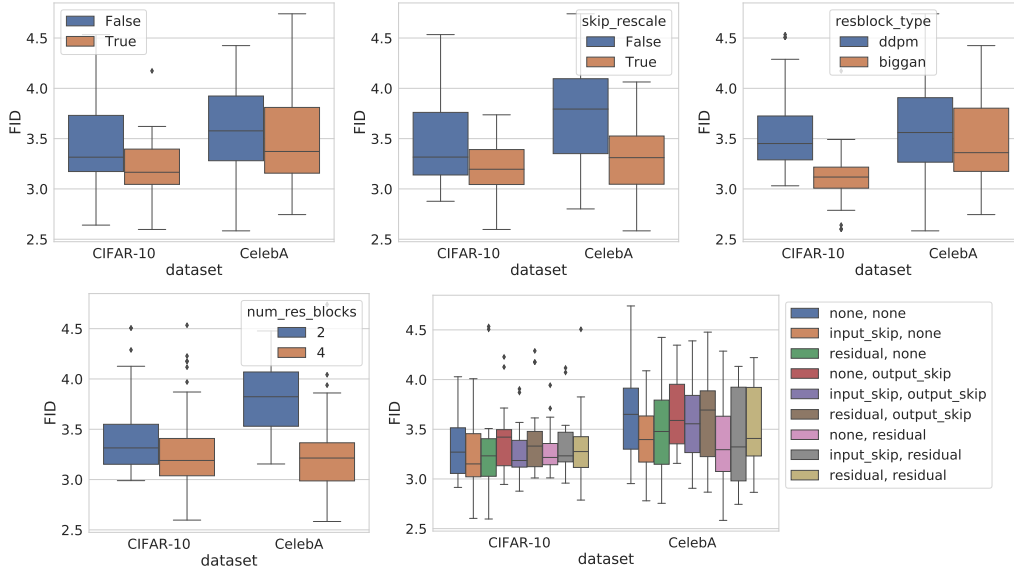 False
True
4.5
4.0
3.5
3.0
2.5
FID
CIFAR-10 CelebA
dataset
skip_rescale
False
True
4.5
4.0
3.5
3.0
2.5
FID
CIFAR-10 CelebA
dataset
resblock_type
ddpm
biggan
4.5
4.0
3.5
3.0
2.5
FID
CIFAR-10 CelebA
dataset
num_res_blocks
2
4
4.5
4.0
3.5
3.0
2.5
FID
CIFAR-10 CelebA
dataset
4.5
4.0
3.5
3.0
2.5
FID
CIFAR-10 CelebA
dataset
none, none
input_skip, none
residual, none
none, output_skip
input_skip, output_skip
residual, output_skip
none, residual
input_skip, residual
residual, residual